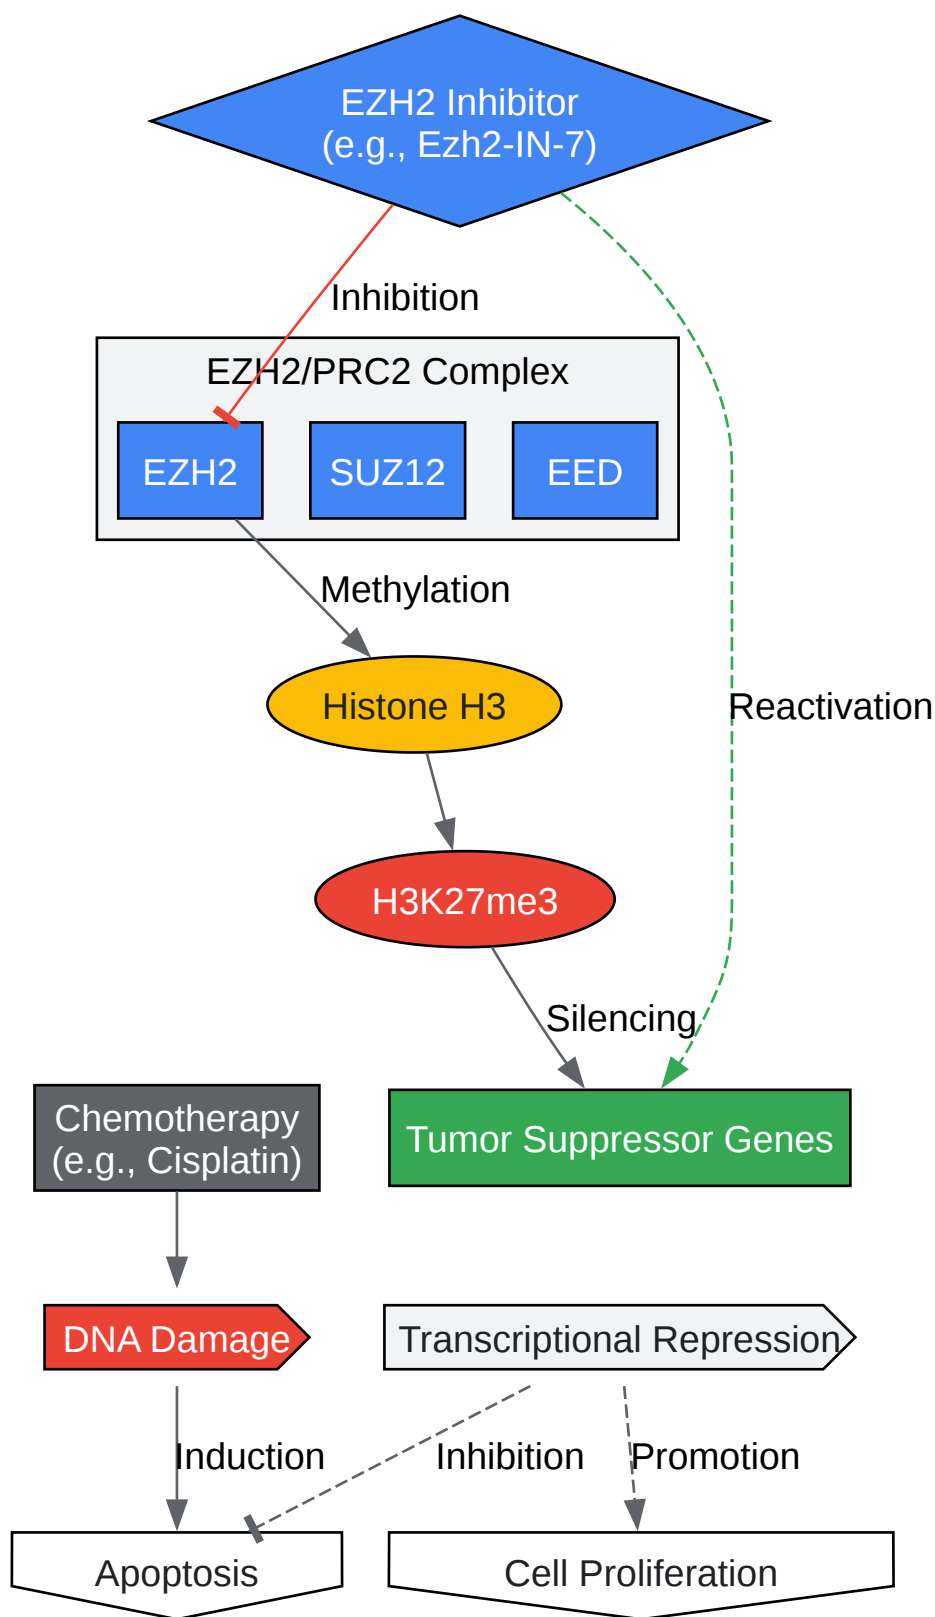 EZH2 Inhibitor
(e.g., Ezh2-IN-7)
Inhibition
EZH2/PRC2 Complex
EZH2
SUZ12
EED
Methylation
Histone H3
Reactivation
H3K27me3
Silencing
Chemotherapy
(e.g., Cisplatin)
Tumor Suppressor Genes
DNA Damage
Transcriptional Repression
Induction
Inhibition
Promotion
Apoptosis
Cell Proliferation